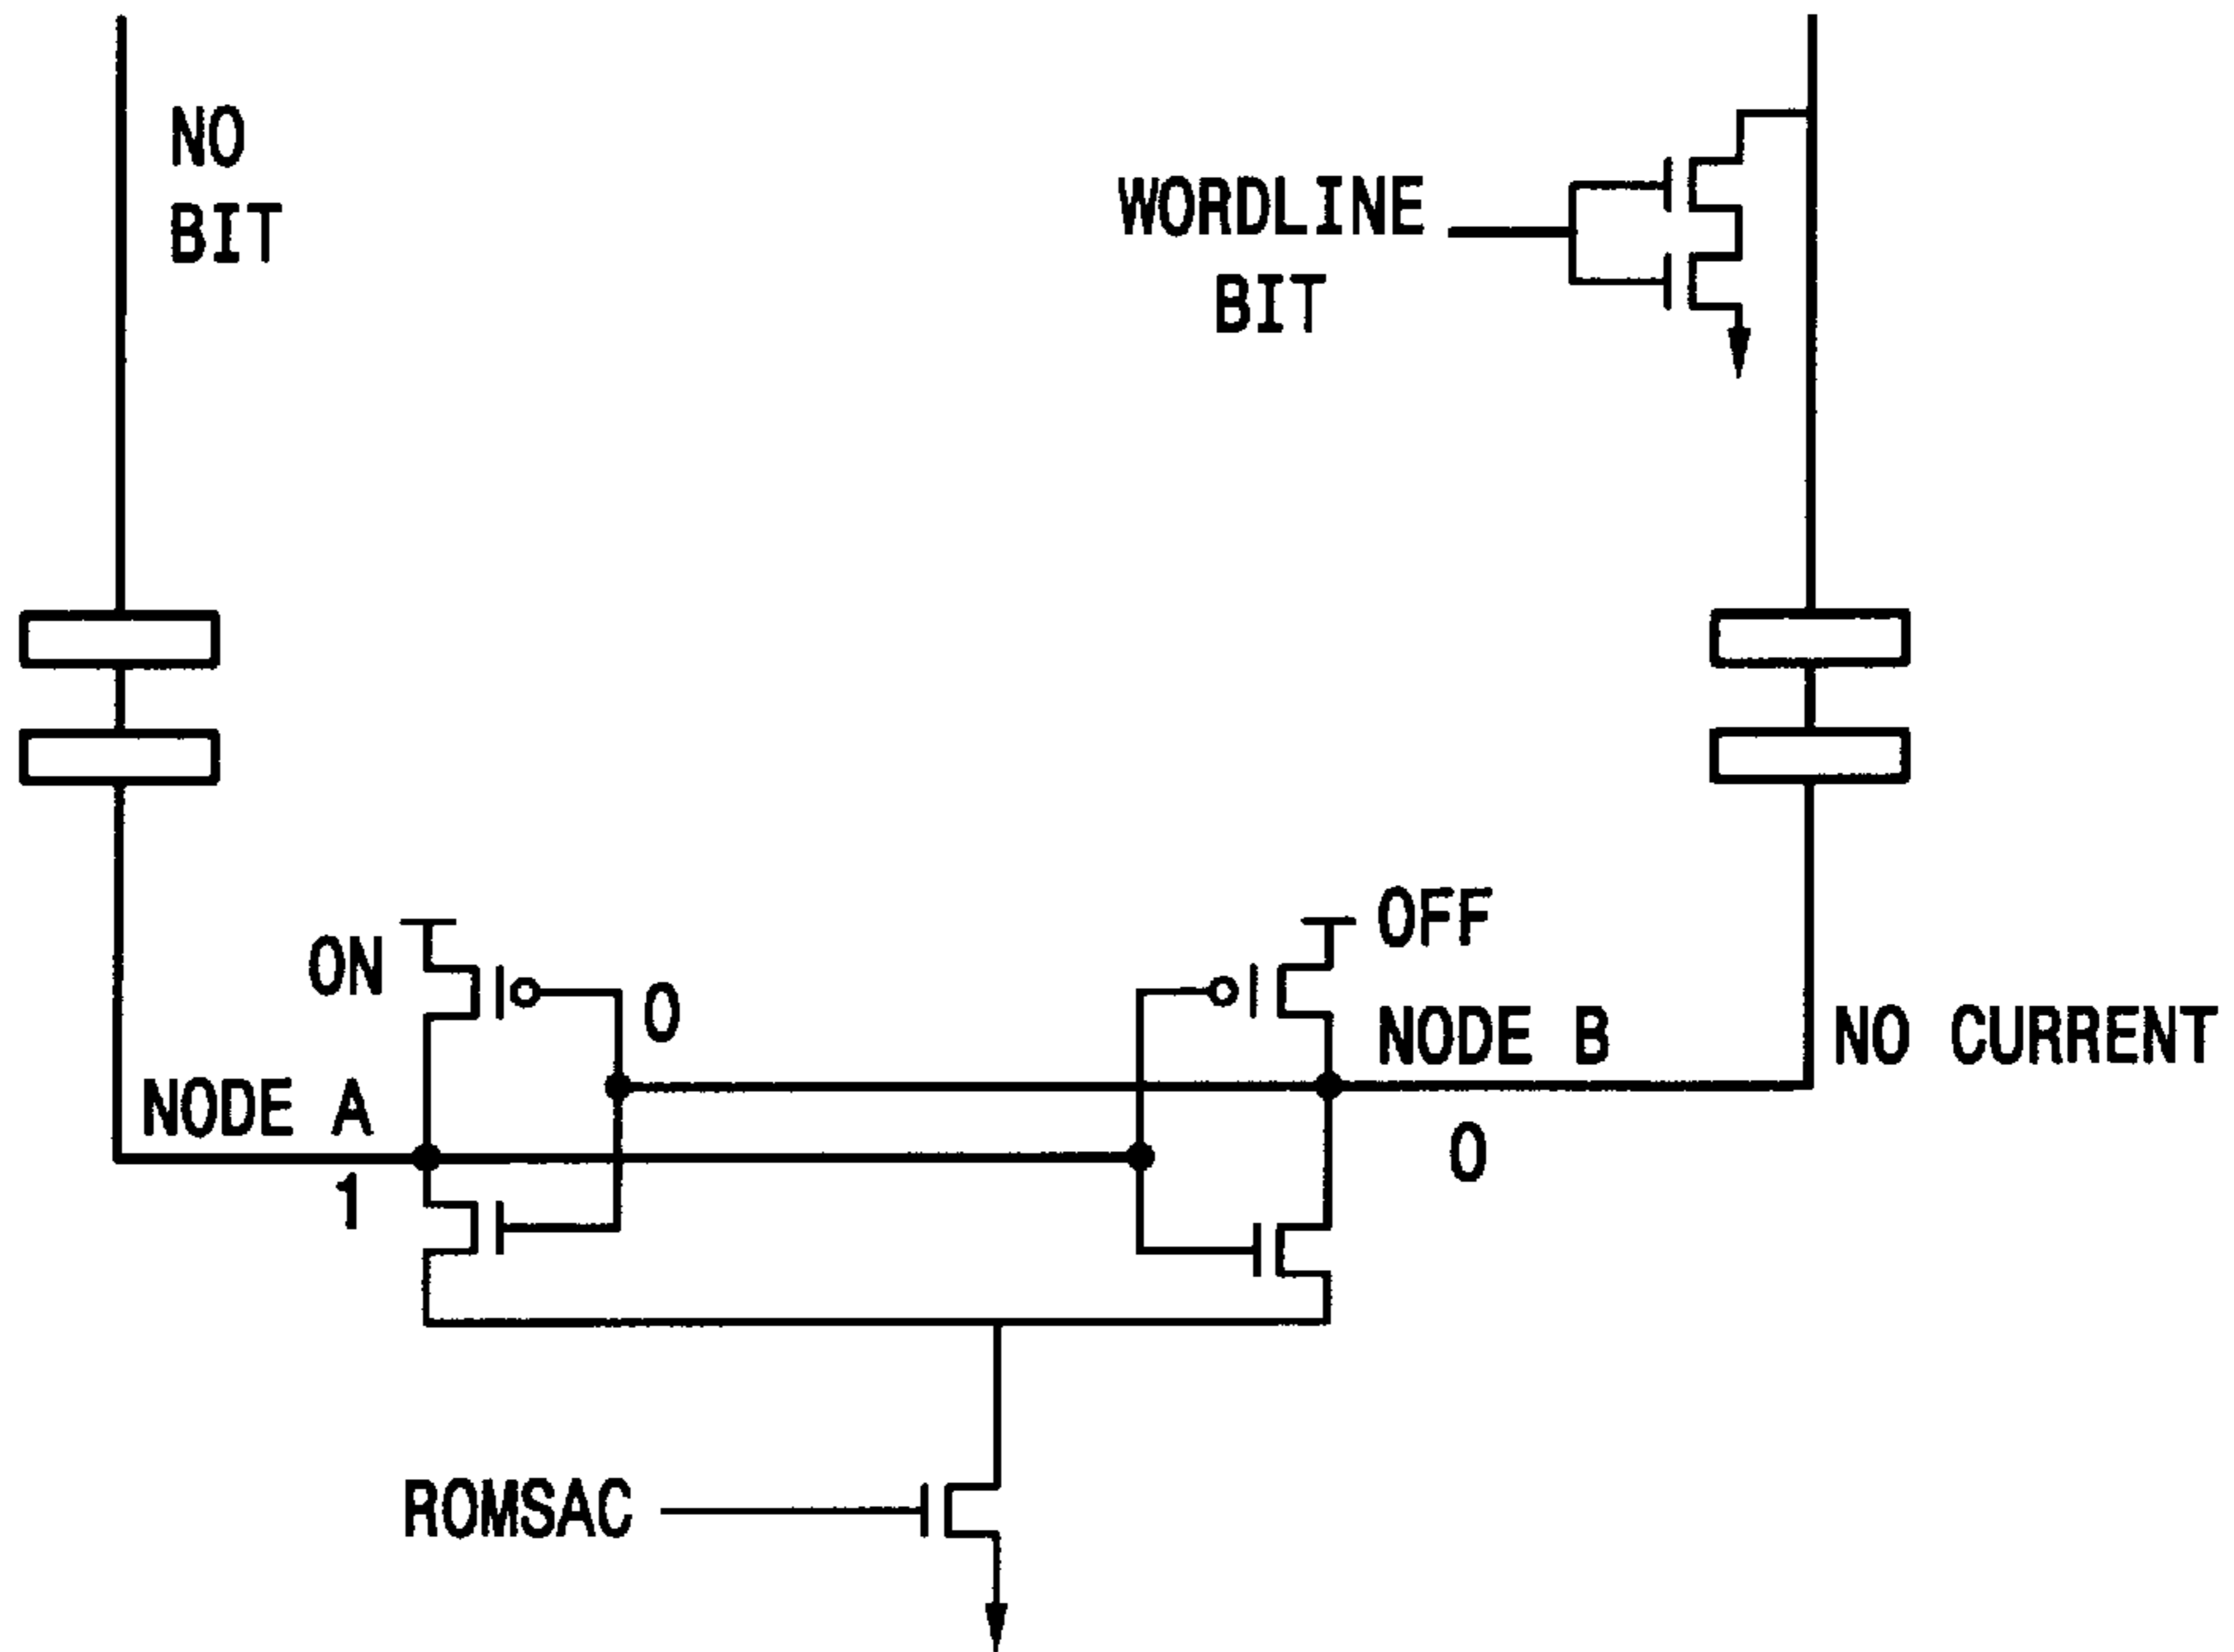 NO
BIT
WORDLINE
BIT
OFF
ON
0
NODE B
NO CURRENT
NODE A
0
1
ROMSAC